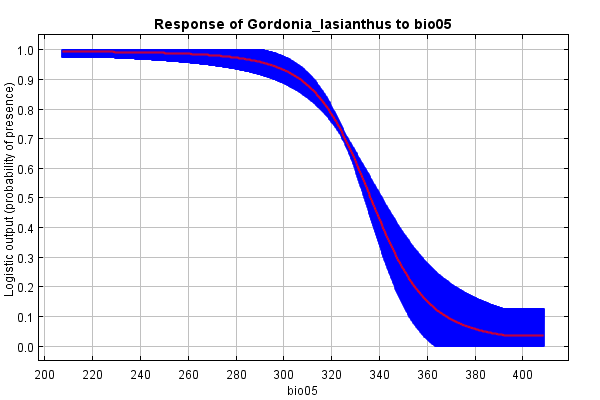 Response of Gordonia_lasianthus to bio05
Logistic output (probability of presence)
1.0
0.9
0.8
0.7
0.6
0.5
0.4
0.3
0.2
0.1
0.0
200 220 240 260 280 300 320 340 360 380 400
bio05